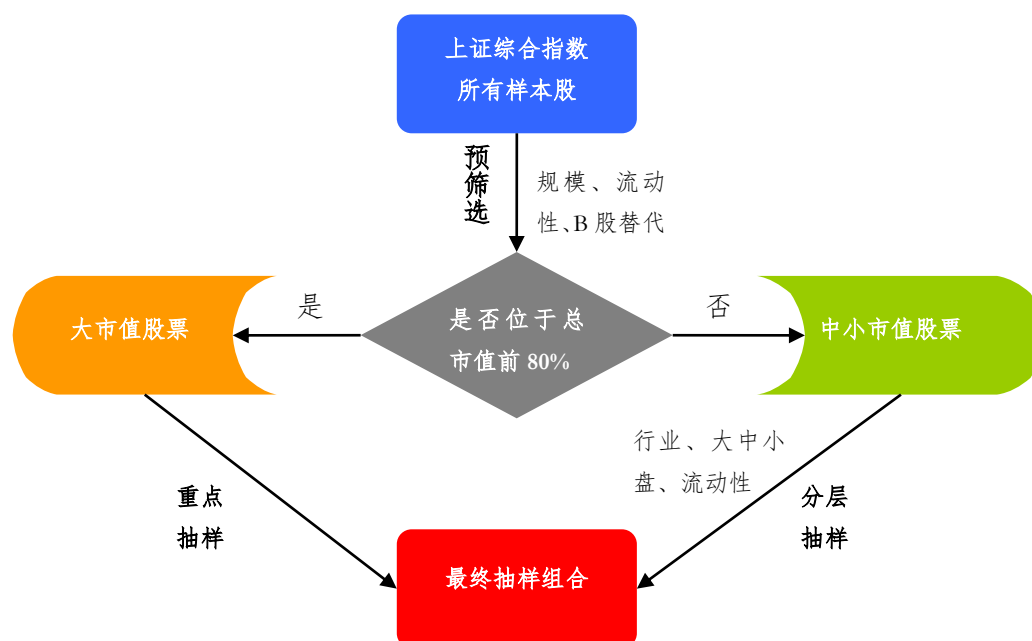 上证综合指数
所有样本股
预筛选
规模、流动
性、B 股替代
大市值股票
是
是否位于总
市值前 80%
否
中小市值股票
行业、大中小
盘、流动性
重点
抽样
分层
抽样
最终抽样组合